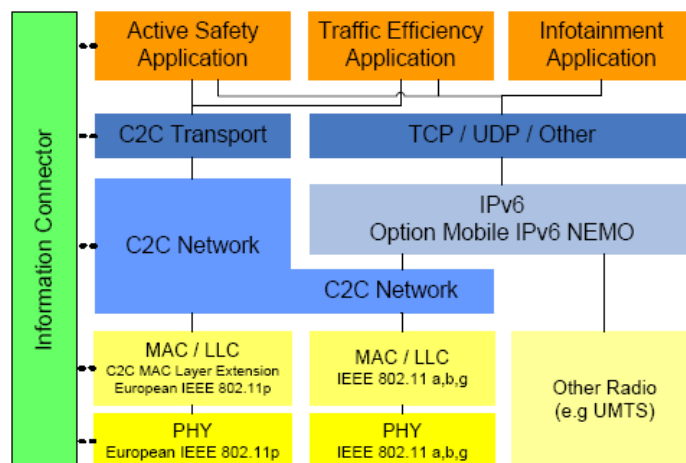 Information Connector
Active Safety
Application
Traffic Efficiency
Application
Infotainment
Application
C2C Transport
TCP / UDP / Other
C2C Network
IPv6
Option Mobile IPv6 NEMO
C2C Network
MAC / LLC
C2C MAC Layer Extension
European IEEE 802.11p
MAC / LLC
IEEE 802.11 a,b,g
Other Radio
(e.g UMTS)
PHY
European IEEE 802.11p
PHY
IEEE 802.11 a,b,g